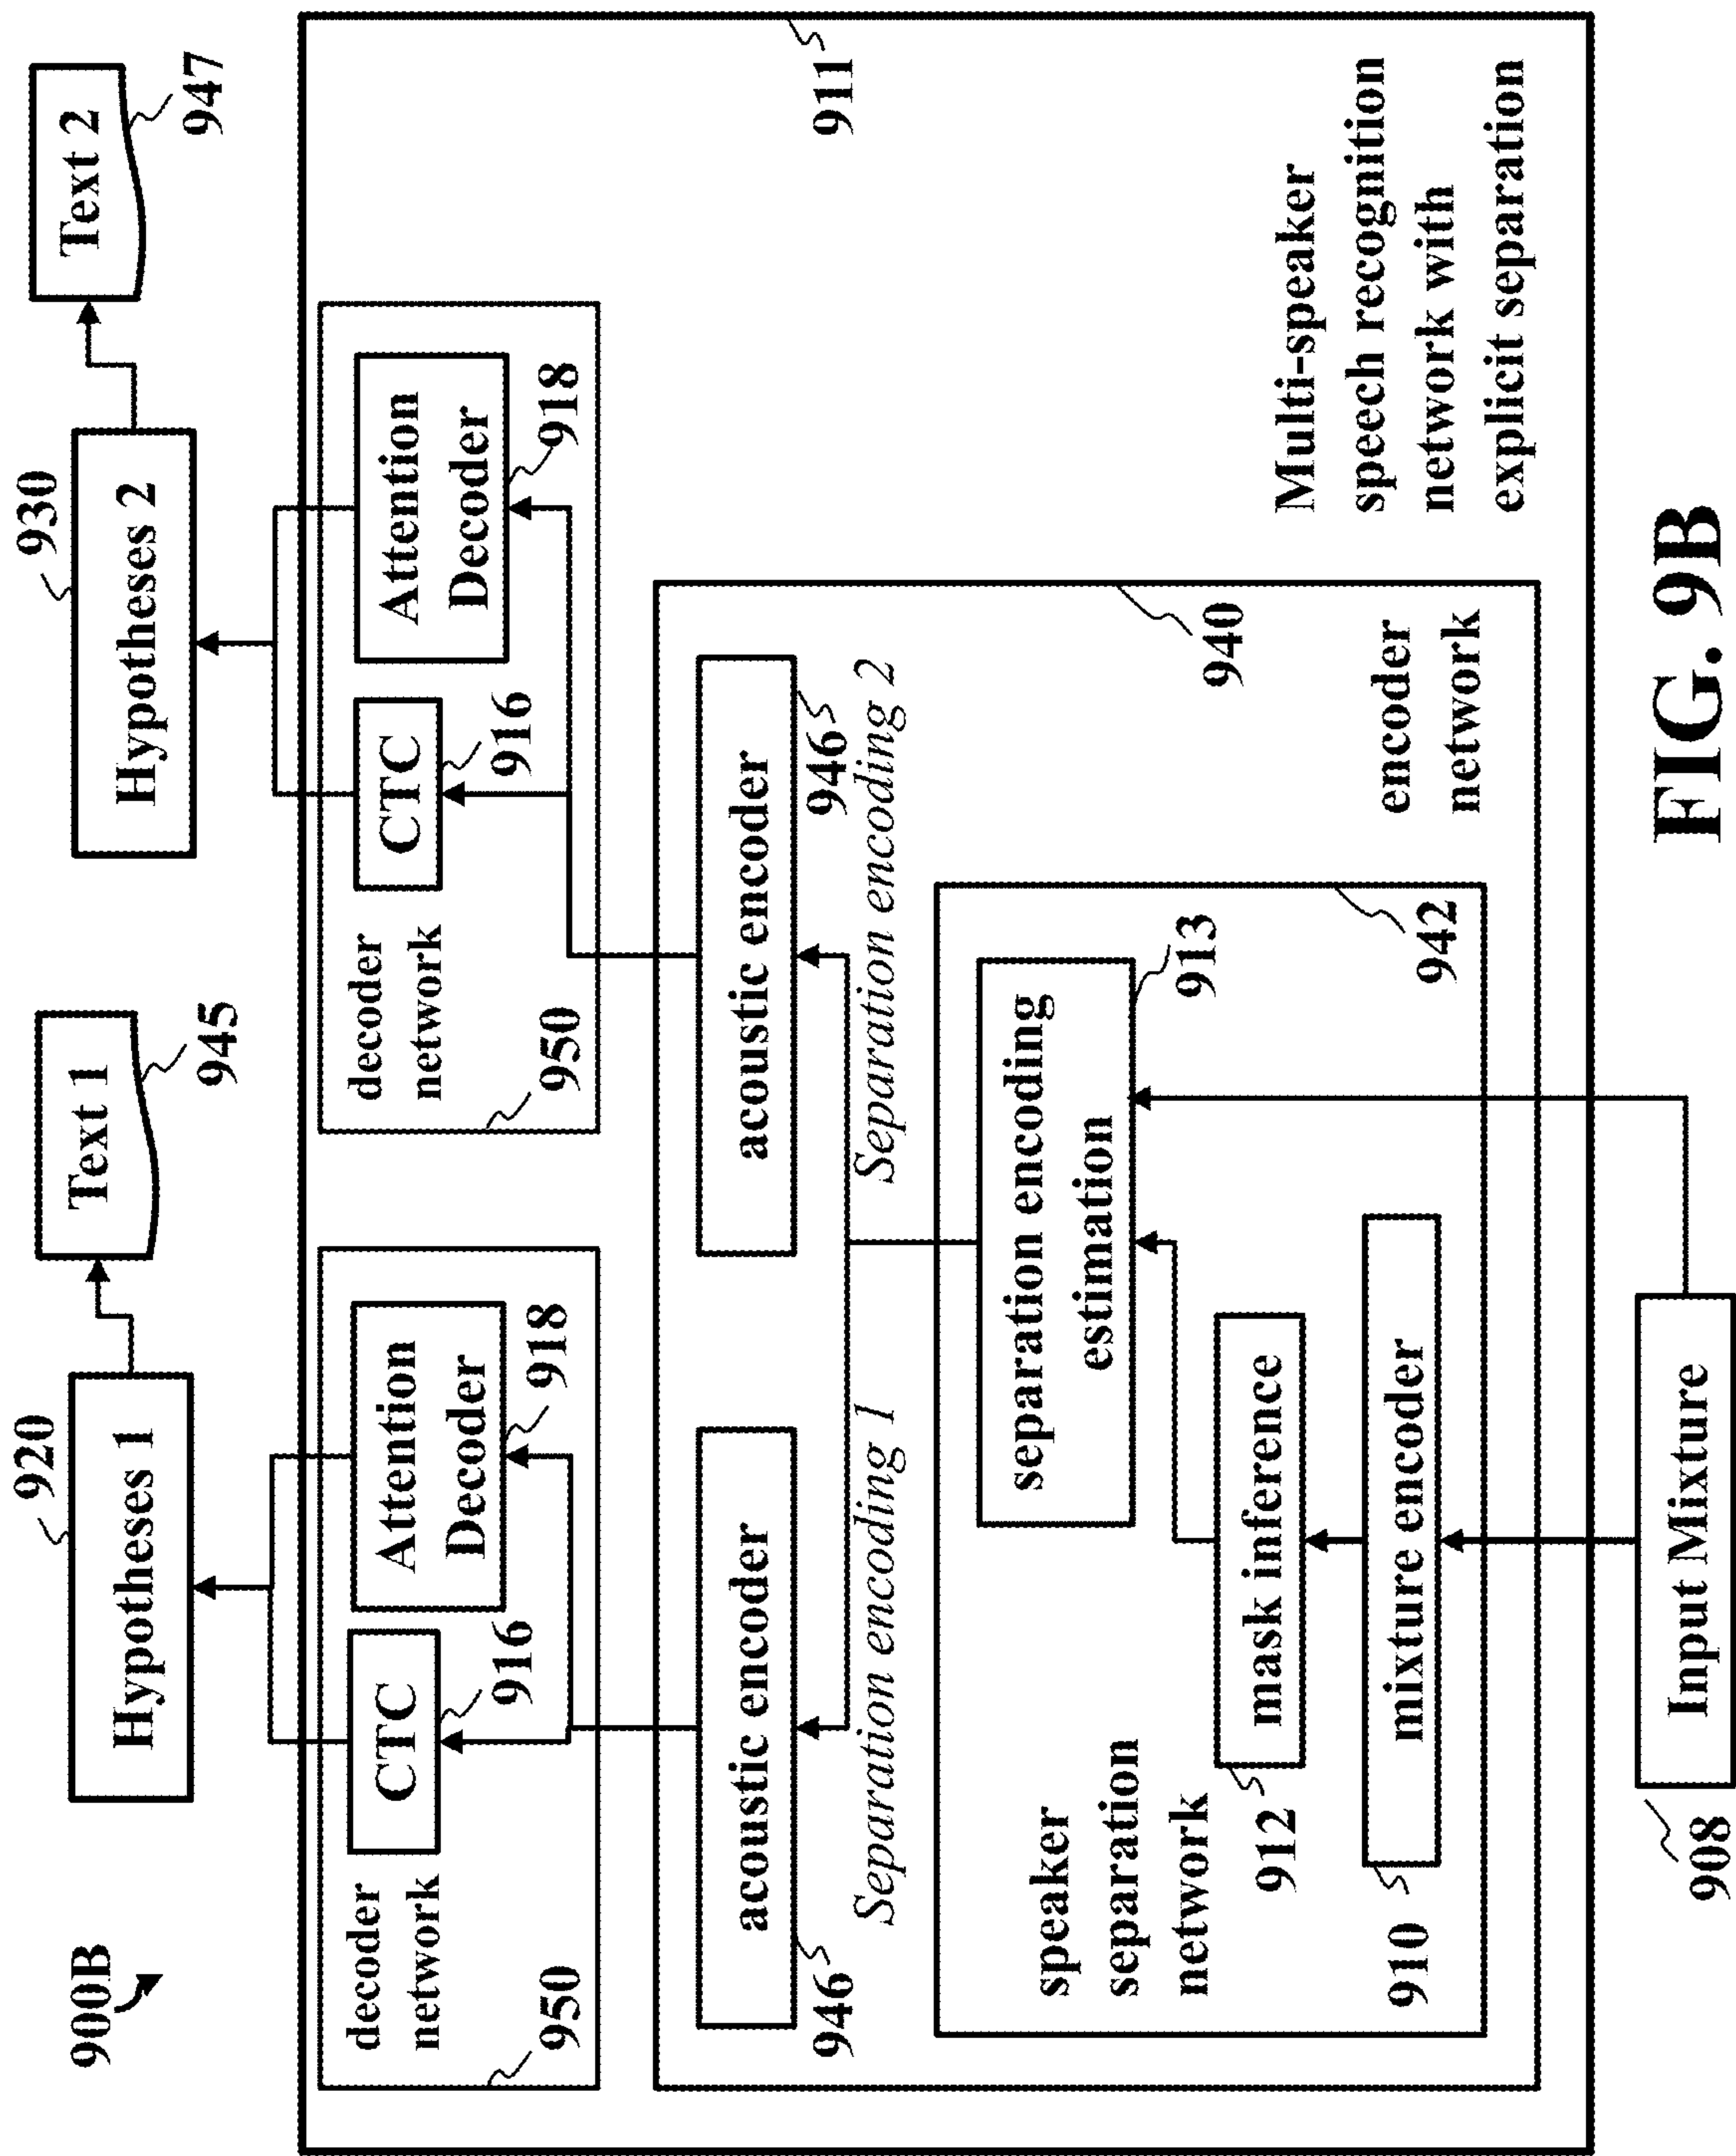 900B
920
Hypotheses 1
Text 1
945
930
Hypotheses 2
Text 2
947
decoder
network
950
CTC
916
Attention
Decoder
918
decoder
network
950
CTC
916
Attention
Decoder
918
911
acoustic encoder
946
acoustic encoder
946
Separation encoding 1
Separation encoding 2
940
encoder
network
speaker
separation
network
separation encoding
estimation
913
942
mask inference
912
mixture encoder
910
Multi-speaker
speech recognition
network with
explicit separation
Input Mixture
908
FIG. 9B